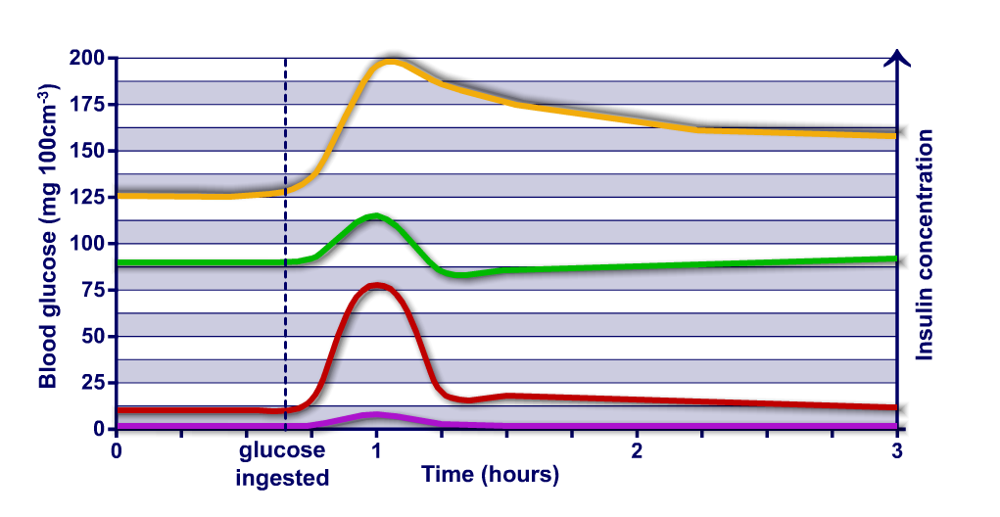 200
175
150
125
100
75
50
25
0
Blood glucose (mg 100cm-3)
Insulin concentration
0
glucose
ingested
1
2
3
Time (hours)